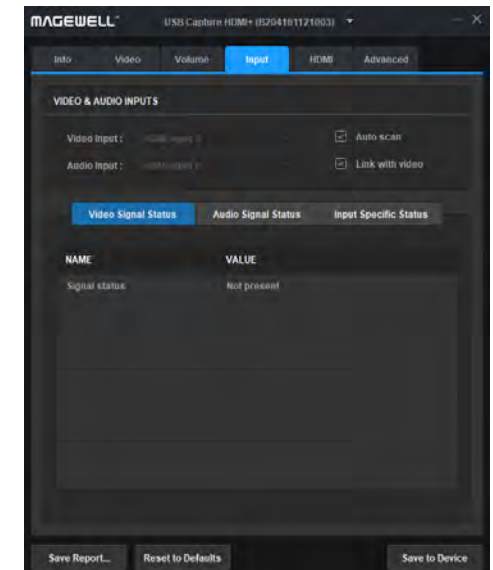 MAGEWELL USB Capture HDMI+ (B204181121003)
Info Video Volume Input HDMI Advanced
VIDEO & AUDIO INPUTS
Video Input : Auto scan
Audio Input : Link with video
Video Signal Status Audio Signal Status Input Specific Status
NAME VALUE
Signal status Not present
Save Report... Reset to Defaults Save to Device